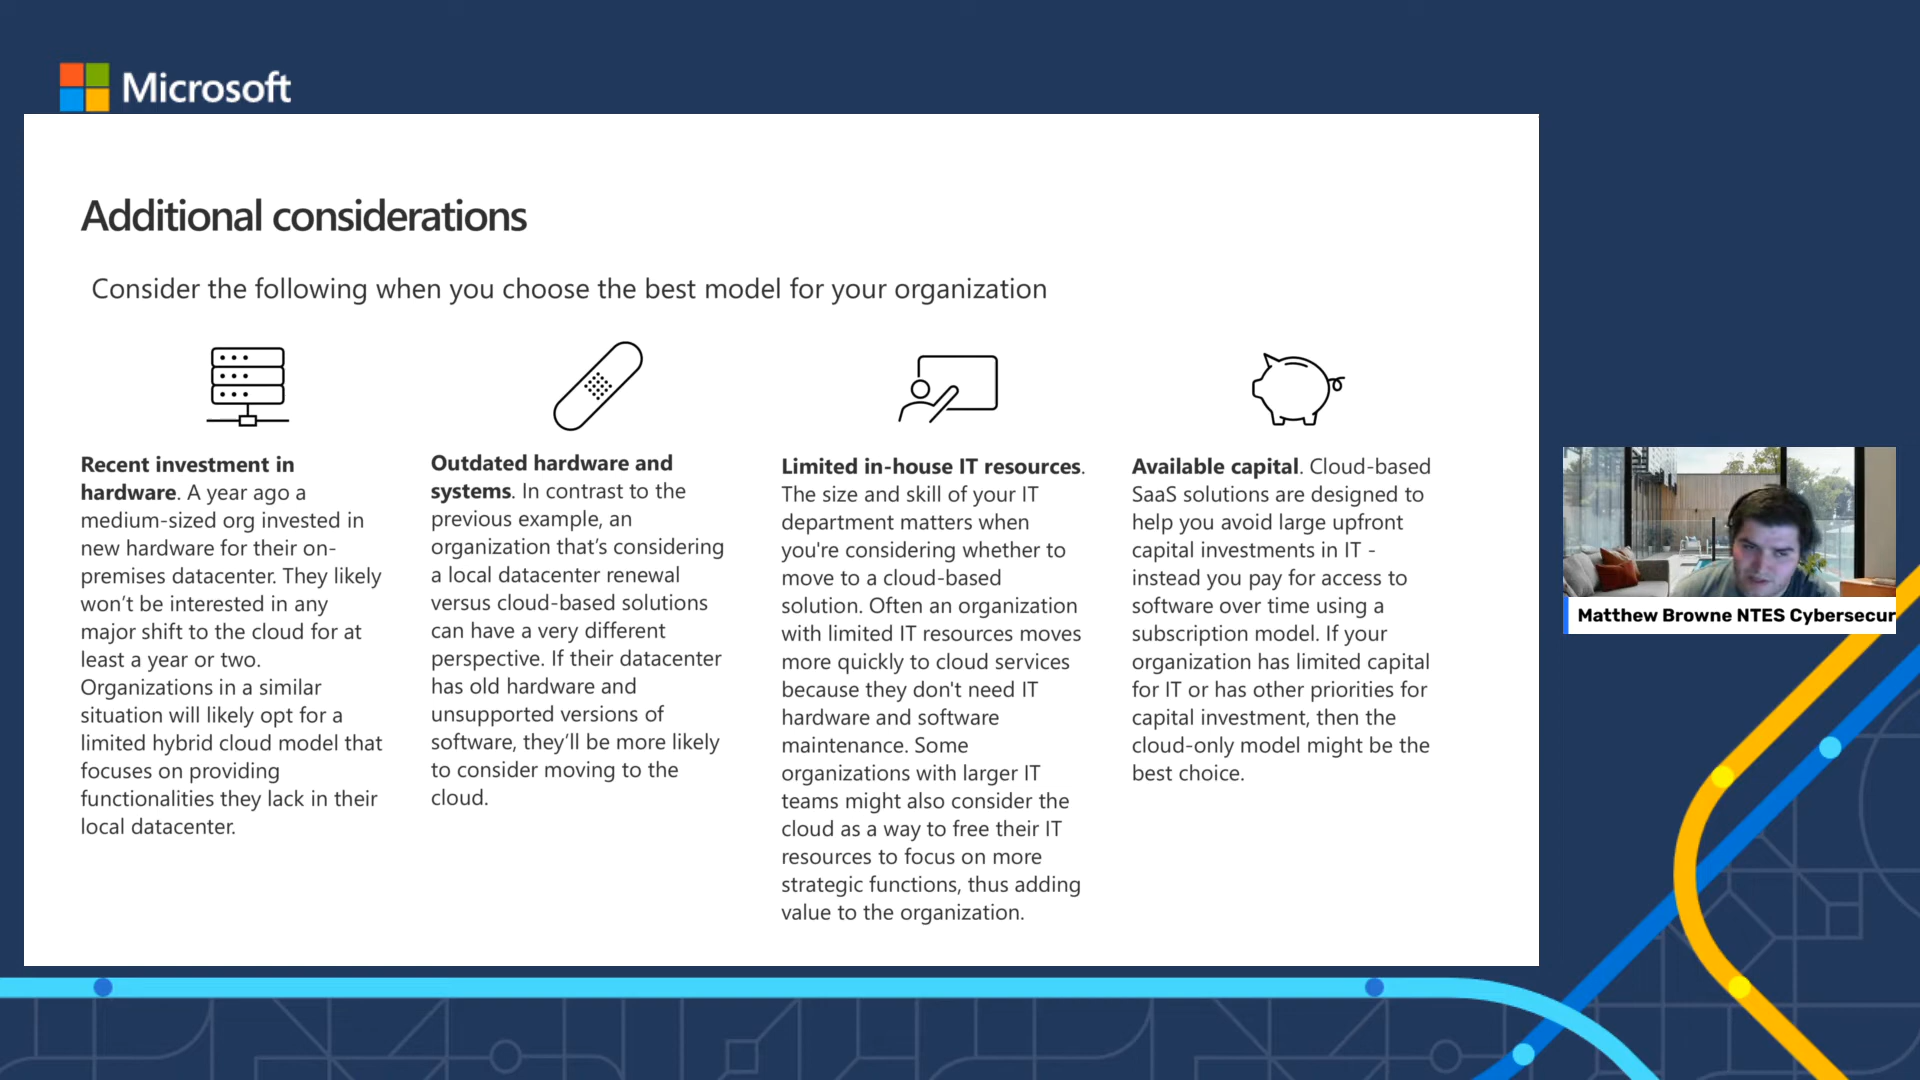 Microsoft
Additional considerations
Consider the following when you choose the best model for your organization
Recent investment in
hardware. A year ago a
medium-sized org invested in
new hardware for their on-
premises datacenter. They likely
won't be interested in any
major shift to the cloud for at
least a year or two.
Organizations in a similar
situation will likely opt for a
limited hybrid cloud model that
focuses on providing
functionalities they lack in their
local datacenter.
Outdated hardware and
systems. In contrast to the
previous example, an
organization that's considering
a local datacenter renewal
versus cloud-based solutions
can have a very different
perspective. If their datacenter
has old hardware and
unsupported versions of
software, they'll be more likely
to consider moving to the
cloud.
Limited in-house IT resources.
The size and skill of your IT
department matters when
you're considering whether to
move to a cloud-based
solution. Often an organization
with limited IT resources moves
more quickly to cloud services
because they don't need IT
hardware and software
maintenance. Some
organizations with larger IT
teams might also consider the
cloud as a way to free their IT
resources to focus on more
strategic functions, thus adding
value to the organization.
Available capital. Cloud-based
SaaS solutions are designed to
help you avoid large upfront
capital investments in IT -
instead you pay for access to
software over time using a
subscription model. If your
organization has limited capital
for IT or has other priorities for
capital investment, then the
cloud-only model might be the
best choice.
Matthew Browne NTES Cybersecur